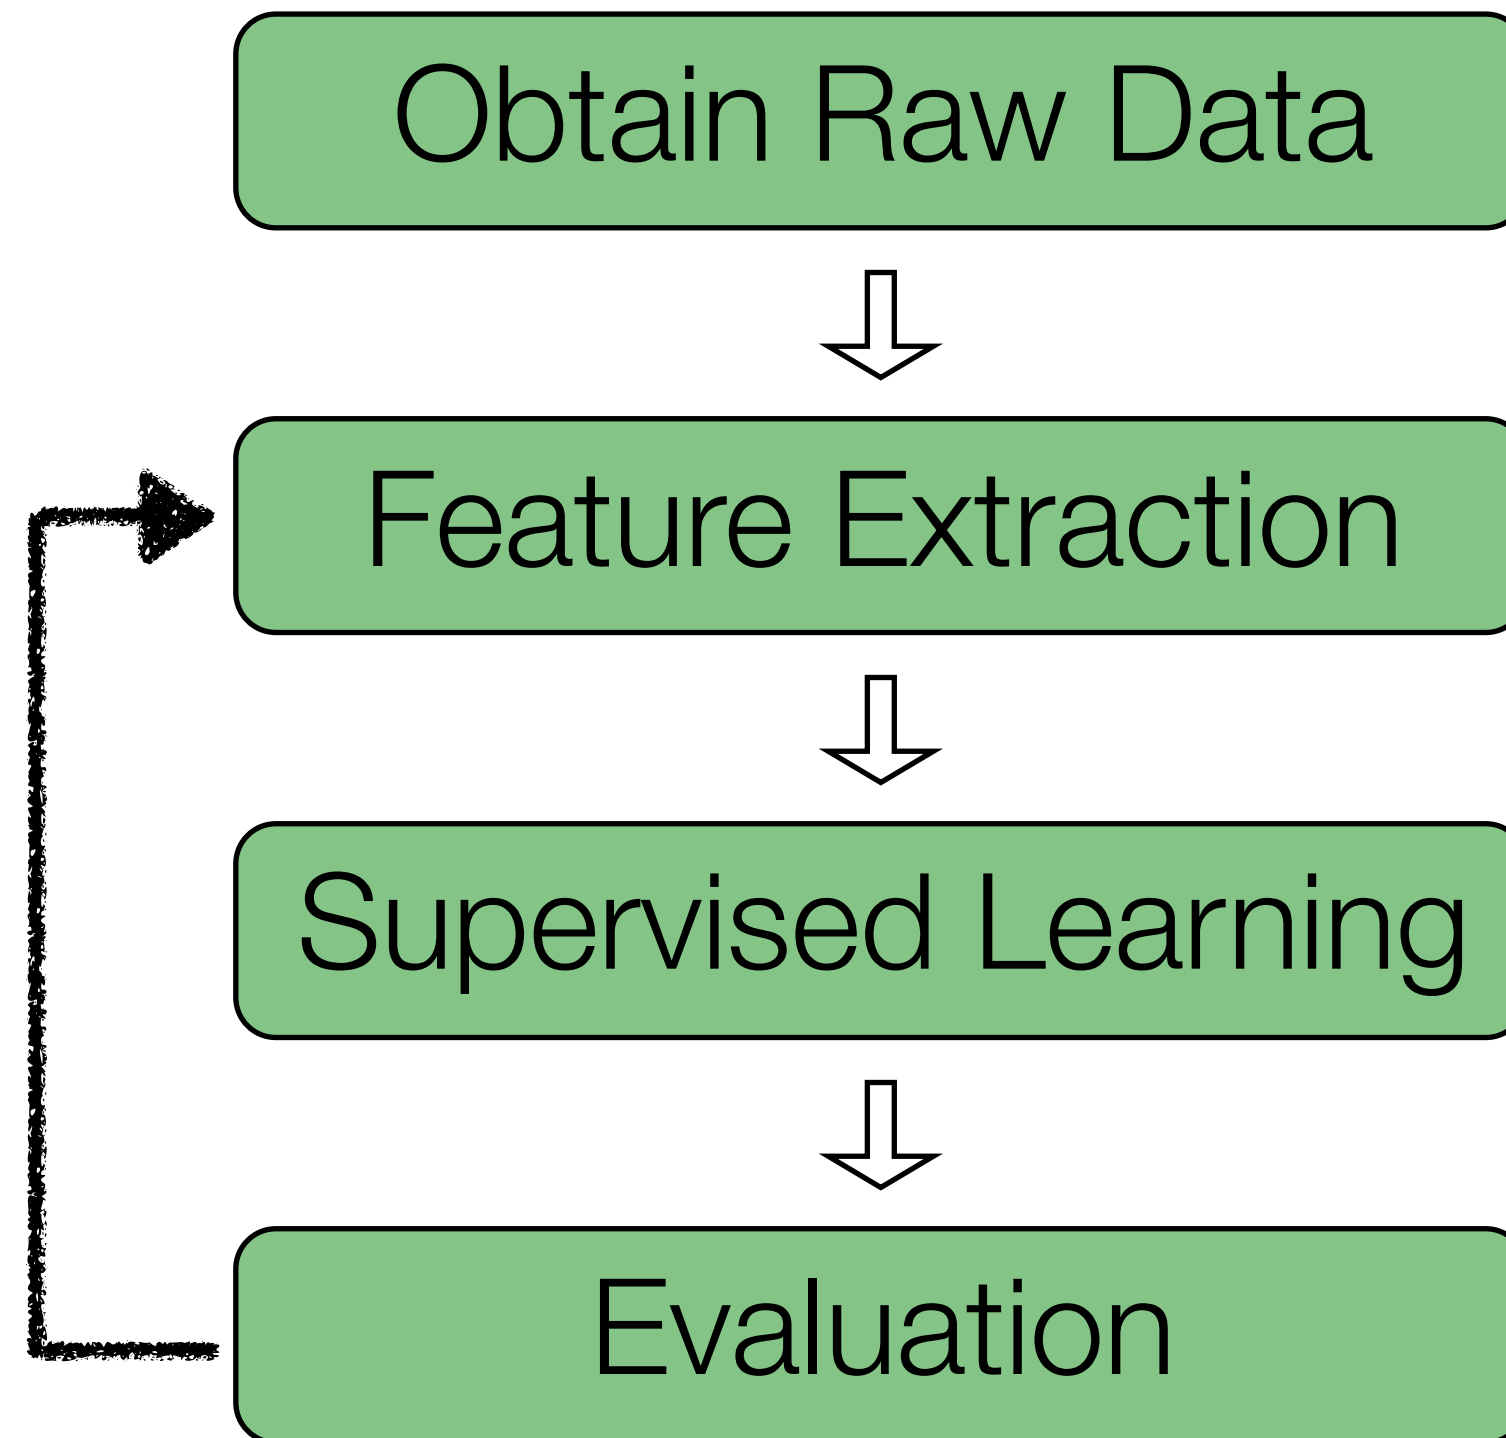 Obtain Raw Data
Feature Extraction
Supervised Learning
Evaluation